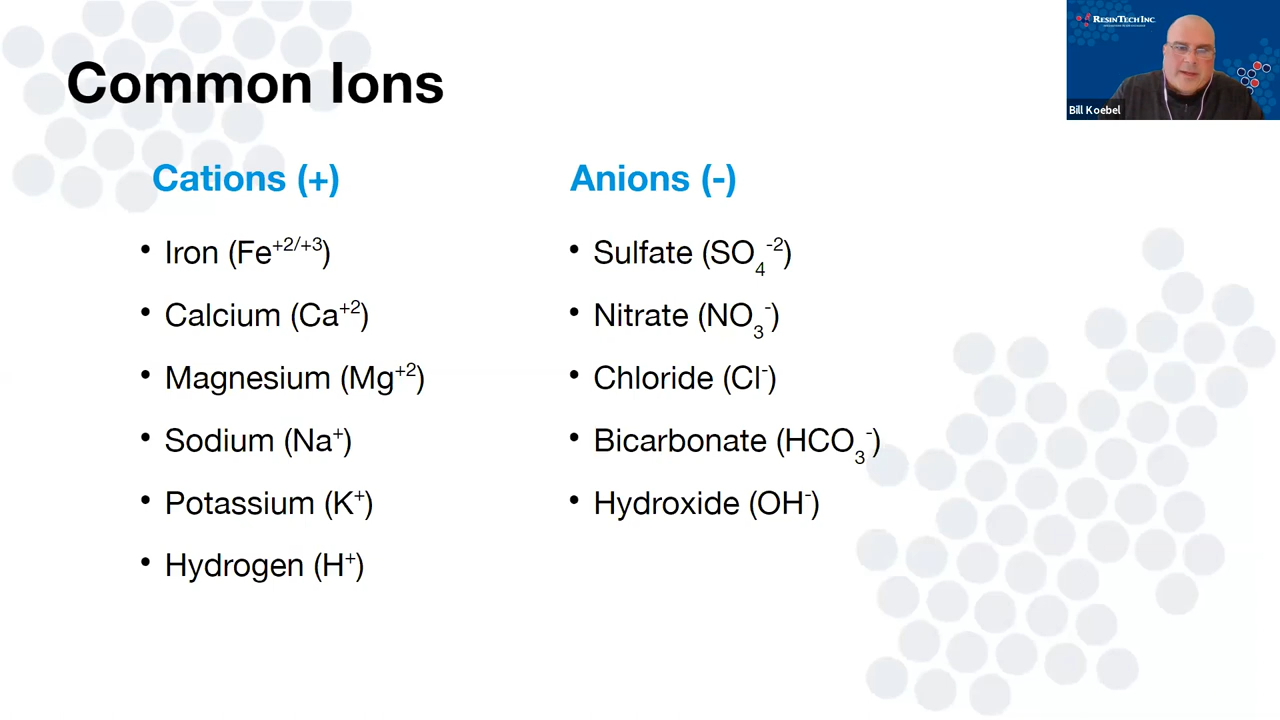 Common Ions
RESINTECH INC
Bill Koebel
Cations (+)
• Iron (Fe+2/+3)
• Calcium (Ca+2)
• Magnesium (Mg+2)
• Sodium (Na+)
• Potassium (K+)
• Hydrogen (H+)
Anions (-)
• Sulfate (SO4-2)
• Nitrate (NO3-)
• Chloride (Cl-)
• Bicarbonate (HCO3-)
• Hydroxide (OH-)